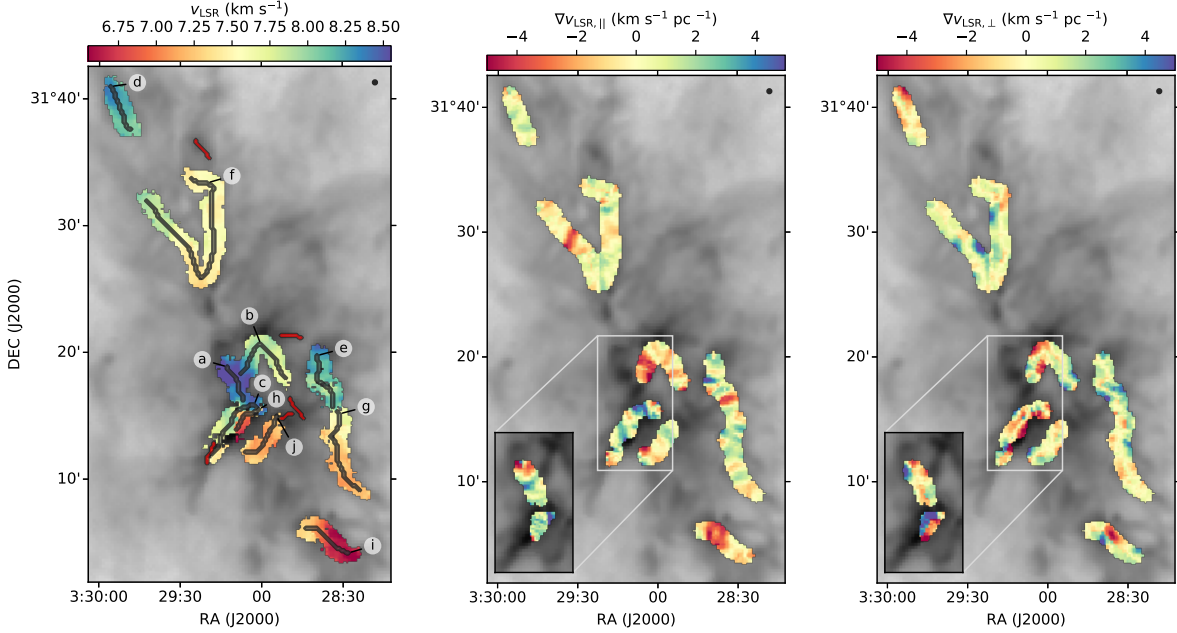 v_LSR (km s⁻¹)
6.75 7.00 7.25 7.50 7.75 8.00 8.25 8.50
∇v_LSR,|| (km s⁻¹ pc ⁻¹)
−4 −2 0 2 4
∇v_LSR,⊥ (km s⁻¹ pc ⁻¹)
−4 −2 0 2 4
DEC (J2000)
31°40'
30'
20'
10'
d
f
b
a
e
c
h
g
j
i
3:30:00 29:30 00 28:30
RA (J2000)
31°40'
30'
20'
10'
3:30:00 29:30 00 28:30
RA (J2000)
31°40'
30'
20'
10'
3:30:00 29:30 00 28:30
RA (J2000)